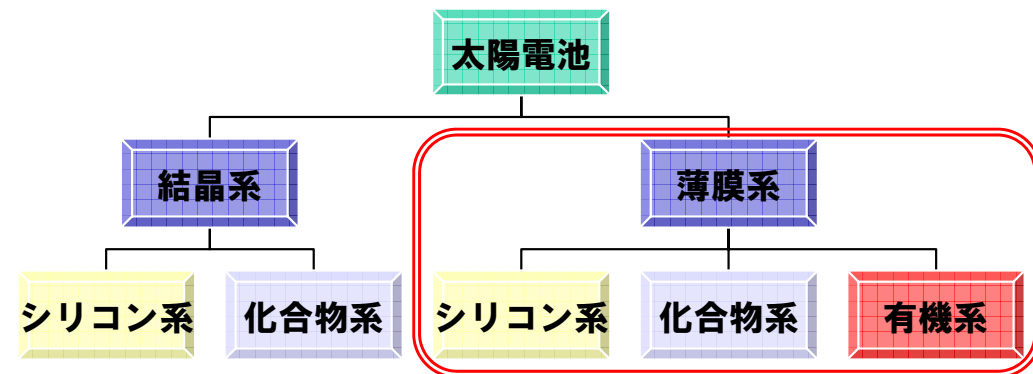 太陽電池
結晶系
薄膜系
シリコン系
化合物系
シリコン系
化合物系
有機系